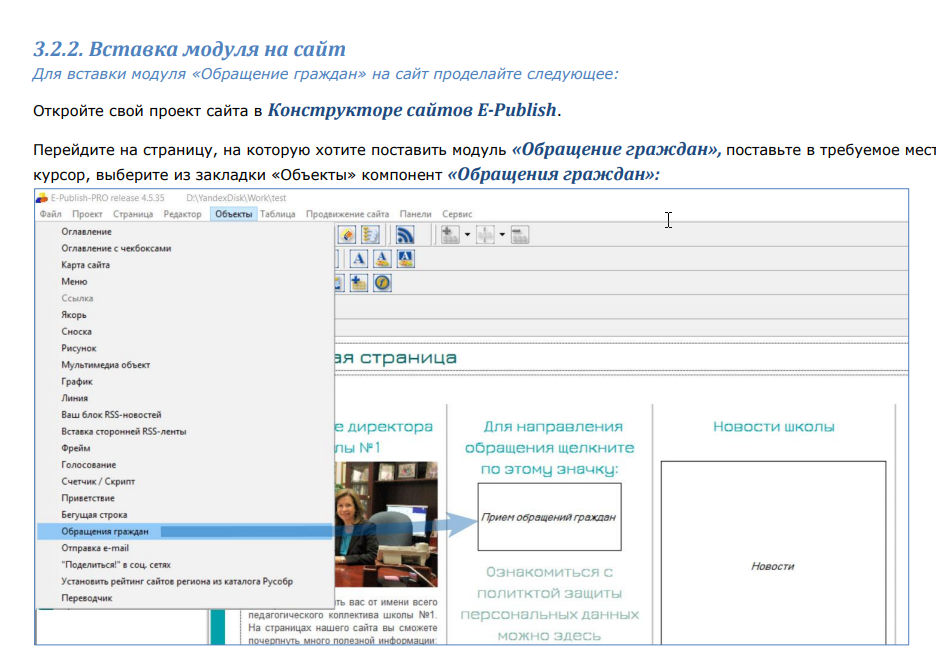 3.2.2. Вставка модуля на сайт
Для вставки модуля «Обращение граждан» на сайт проделайте следующее:
Откройте свой проект сайта в Конструкторе сайтов E-Publish.
Перейдите на страницу, на которую хотите поставить модуль «Обращение граждан», поставьте в требуемое мест
курсор, выберите из закладки «Объекты» компонент «Обращения граждан»:
E-Publish-PRO release 4.5.35 D:\YandexDisk\Work\test
Файл Проект Страница Редактор Объекты Таблица Продвижение сайта Панели Сервис
Оглавление
Оглавление с чекбоксами
Карта сайта
Меню
Ссылка
Якорь
Сноска
Рисунок
Мультимедиа объект
График
Линия
Ваш блок RSS-новостей
Вставка сторонней RSS-ленты
Фрейм
Голосование
Счетчик / Скрипт
Приветствие
Бегущая строка
Обращения граждан
Отправка e-mail
"Поделиться!" в соц. сетях
Установить рейтинг сайтов региона из каталога Русобр
Переводчик
ая страница
е директора
лы №1
ть вас от имени всего
педагогического коллектива школы №1.
На страницах нашего сайта вы сможете
почерпнуть много полезной информации:
Для направления
обращения щелкните
по этому значку:
Прием обращений граждан
Ознакомиться с
политктой защиты
персональных данных
можно здесь
Новости школы
Новости